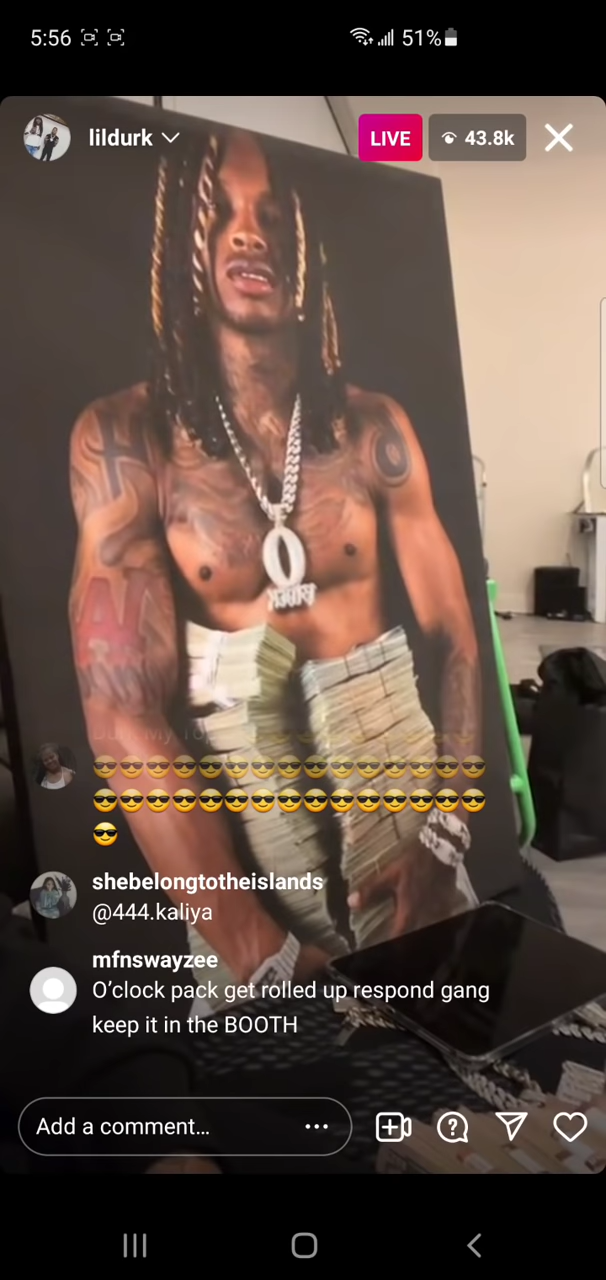 5:56
51%
lildurk
LIVE
43.8k
O
shebelongtotheislands
@444.kaliya
mfnswayzee
O'clock pack get rolled up respond gang
keep it in the BOOTH
Add a comment...